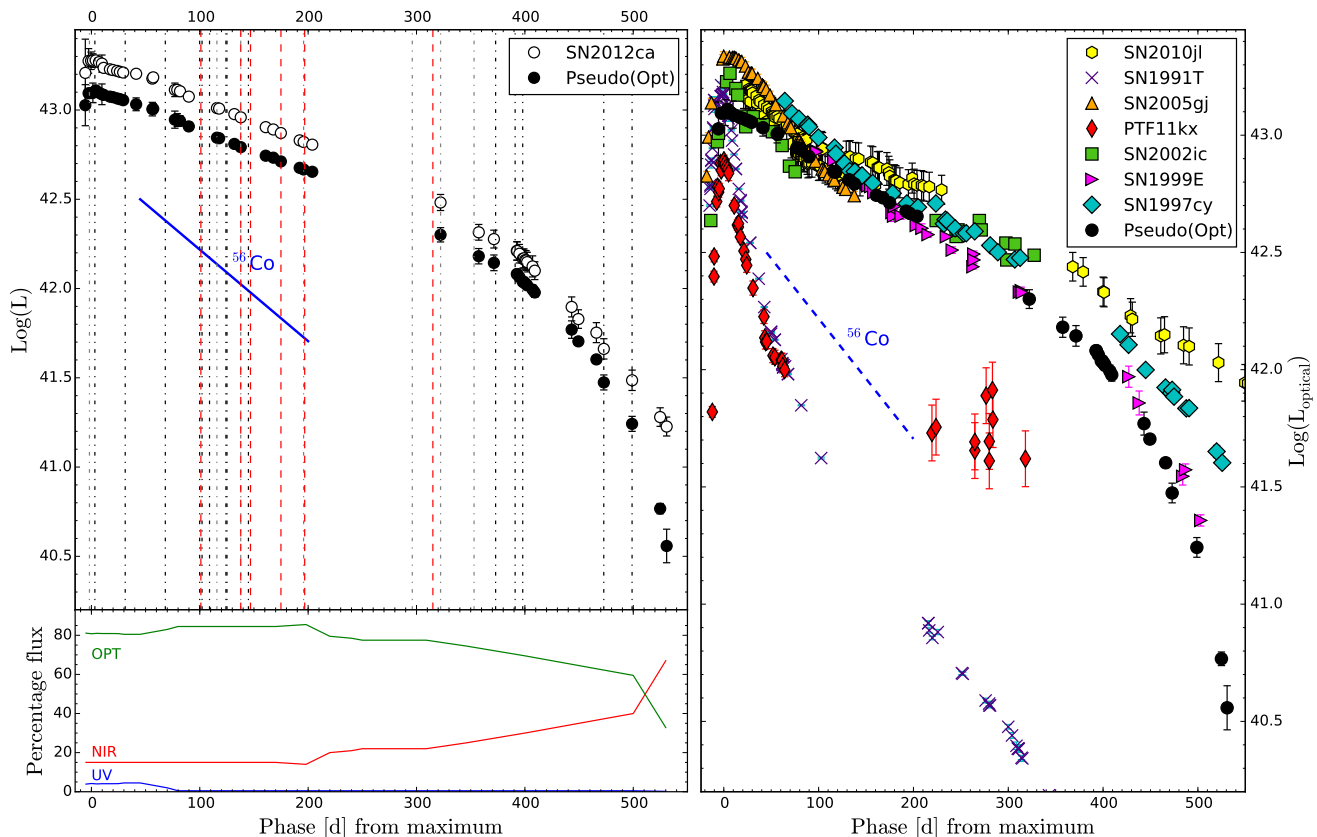 0 100 200 300 400 500
SN2012ca
Pseudo(Opt)
43.0
42.5
42.0
41.5
41.0
40.5
Log(L)
56Co
80
60
40
20
0
Percentage flux
OPT
NIR
UV
0 100 200 300 400 500
Phase [d] from maximum
SN2010jl
SN1991T
SN2005gj
PTF11kx
SN2002ic
SN1999E
SN1997cy
Pseudo(Opt)
56Co
43.0
42.5
42.0
41.5
41.0
40.5
42.0
Log(Loptical)
0 100 200 300 400 500
Phase [d] from maximum